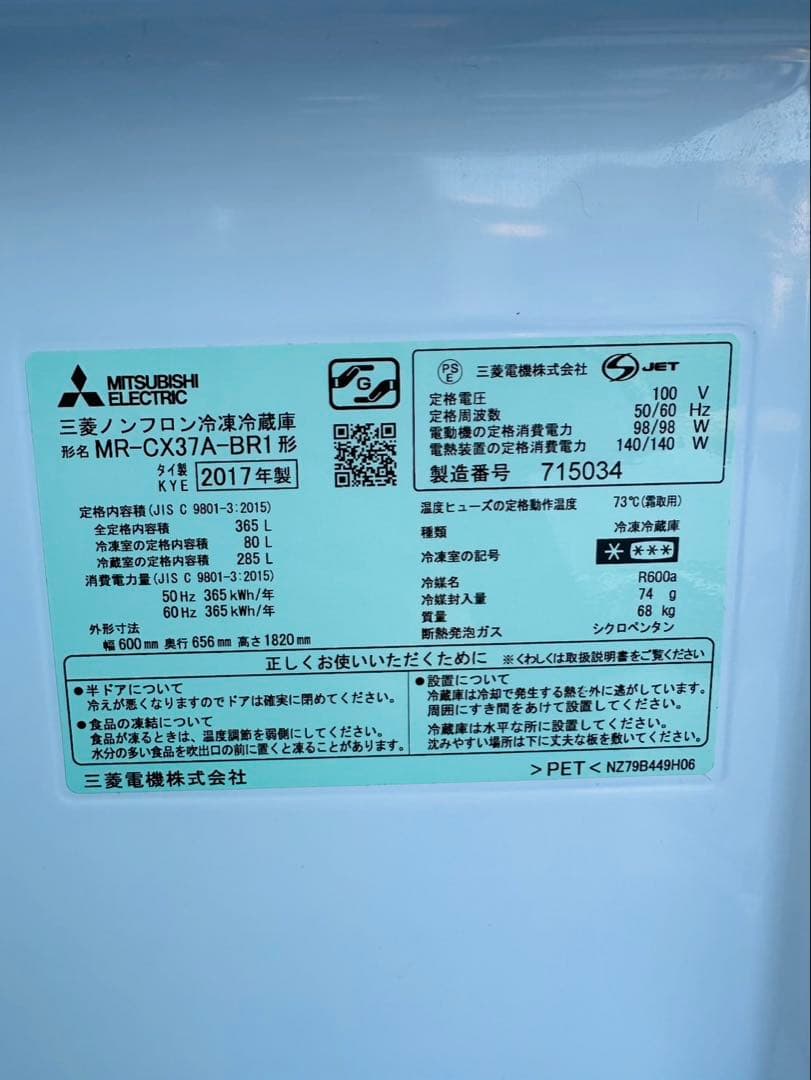 MITSUBISHI
ELECTRIC
三菱ノンフロン冷凍冷蔵庫
形名 MR-CX37A-BR1形
タイ製
KYE 2017年製
G
PS
E 三菱電機株式会社 S JET
定格電圧 100 V
定格周波数 50/60 Hz
電動機の定格消費電力 98/98 W
電熱装置の定格消費電力 140/140 W
製造番号 715034
定格内容積(JIS C 9801-3:2015)
全定格内容積 365 L
冷凍室の定格内容積 80 L
冷蔵室の定格内容積 285 L
消費電力量(JIS C 9801-3:2015)
50Hz 365kWh/年
60Hz 365kWh/年
外形寸法
幅600mm 奥行656mm 高さ1820mm
温度ヒューズの定格動作温度 73℃(霜取用)
種類 冷凍冷蔵庫
冷凍室の記号 * ***
冷媒名 R600a
冷媒封入量 74 g
質量 68 kg
断熱発泡ガス シクロペンタン
正しくお使いいただくために ※くわしくは取扱説明書をご覧ください
●半ドアについて
冷えが悪くなりますのでドアは確実に閉めてください。
●食品の凍結について
食品が凍るときは、温度調節を弱側にしてください。
水分の多い食品を吹出口の前に置くと凍ることがあります。
●設置について
冷蔵庫は冷却で発生する熱を外に逃がしています。
周囲にすき間をあけて設置してください。
冷蔵庫は水平な所に設置してください。
沈みやすい場所は下に丈夫な板を敷いてください。
三菱電機株式会社
>PET< NZ79B449H06